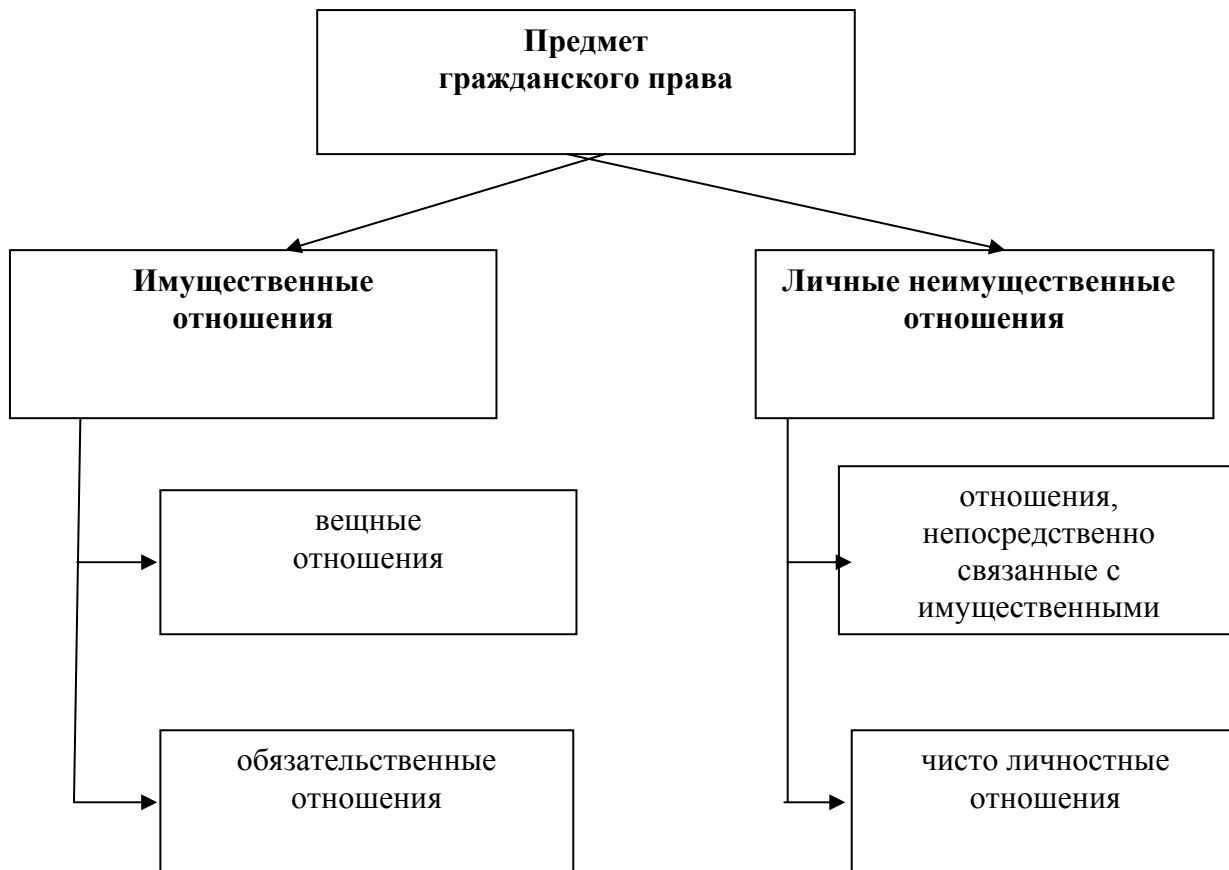 Предмет
гражданского права
Имущественные
отношения
Личные неимущественные
отношения
вещные
отношения
отношения,
непосредственно
связанные с
имущественными
обязательственные
отношения
чисто личностные
отношения